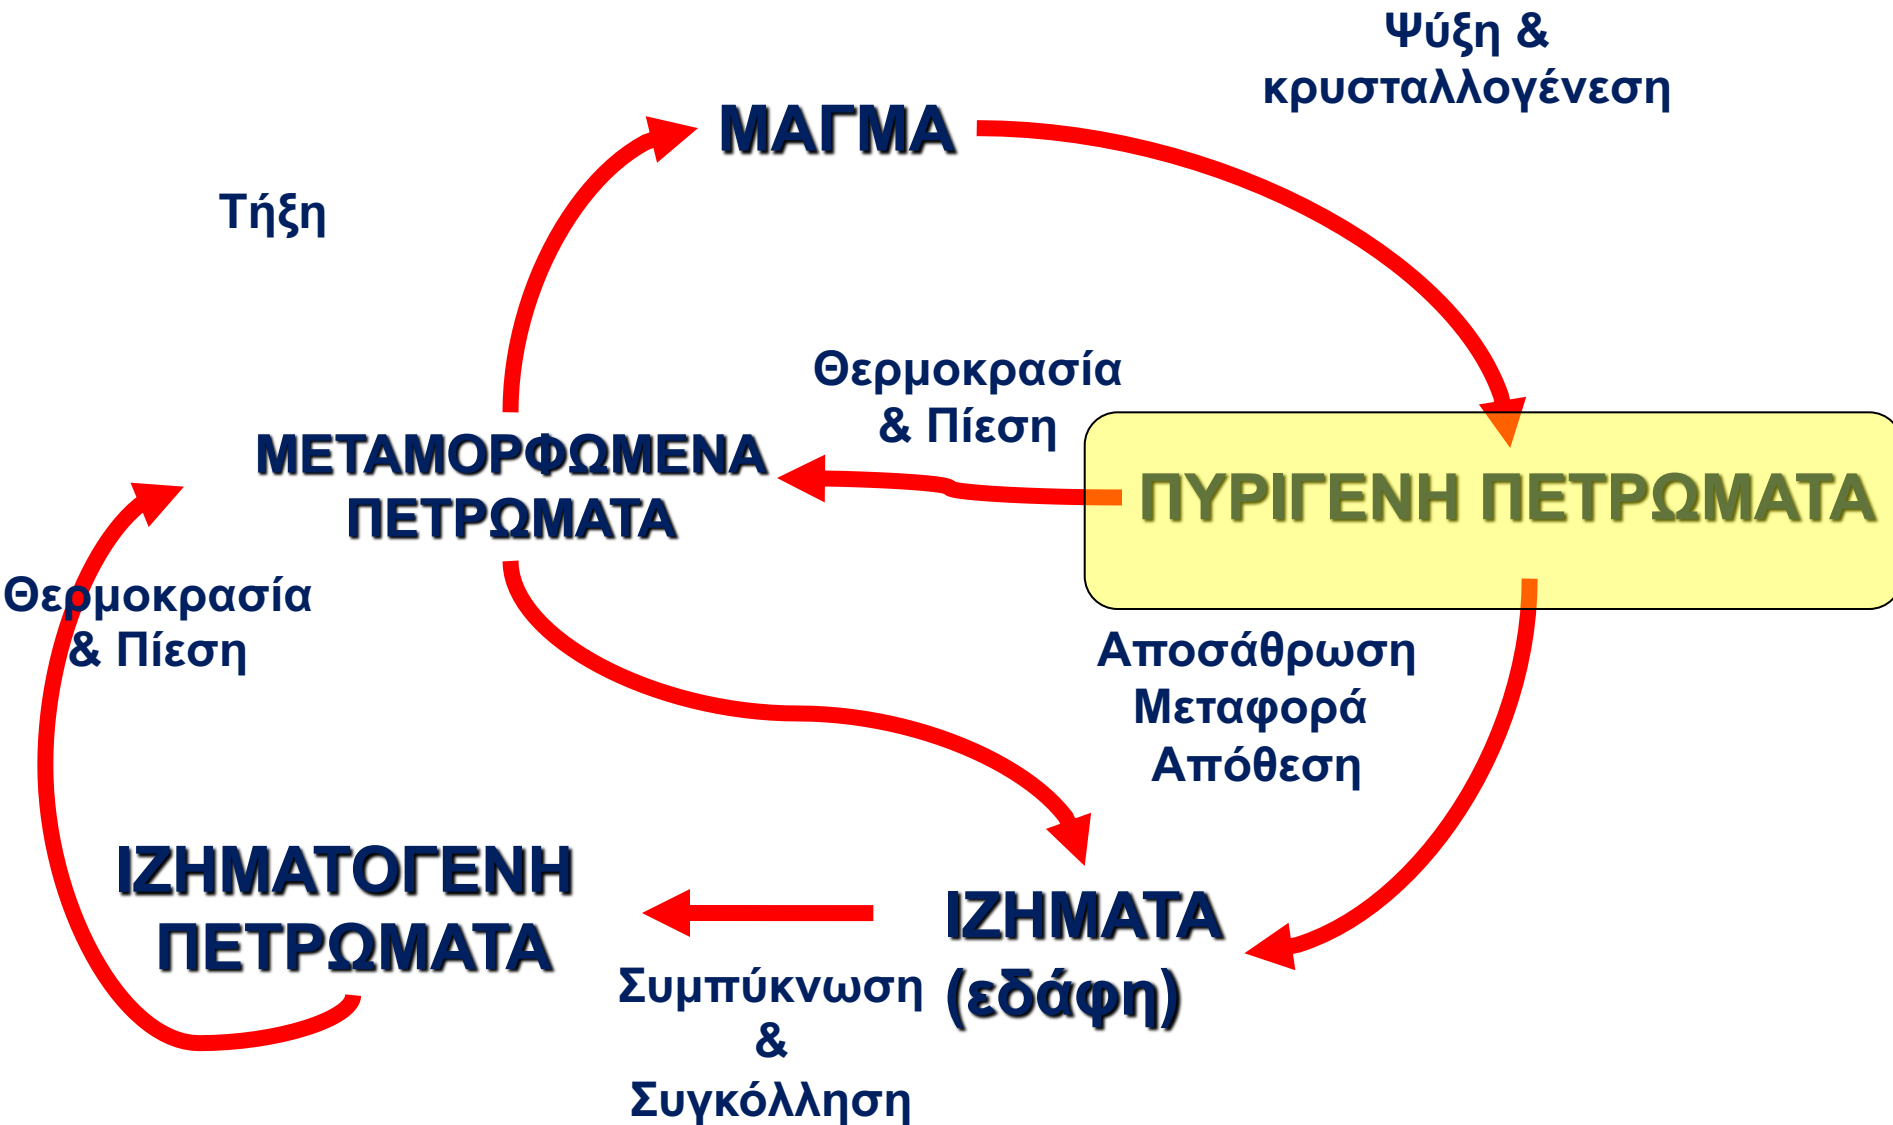 Ψύξη &
κρυσταλλογένεση
ΜΑΓΜΑ
Τήξη
Θερμοκρασία
& Πίεση
ΜΕΤΑΜΟΡΦΩΜΕΝΑ
ΠΕΤΡΩΜΑΤΑ
ΠΥΡΙΓΕΝΗ ΠΕΤΡΩΜΑΤΑ
Θερμοκρασία
& Πίεση
Αποσάθρωση
Μεταφορά
Απόθεση
ΙΖΗΜΑΤΟΓΕΝΗ
ΠΕΤΡΩΜΑΤΑ
ΙΖΗΜΑΤΑ
(εδάφη)
Συμπύκνωση
&
Συγκόλληση